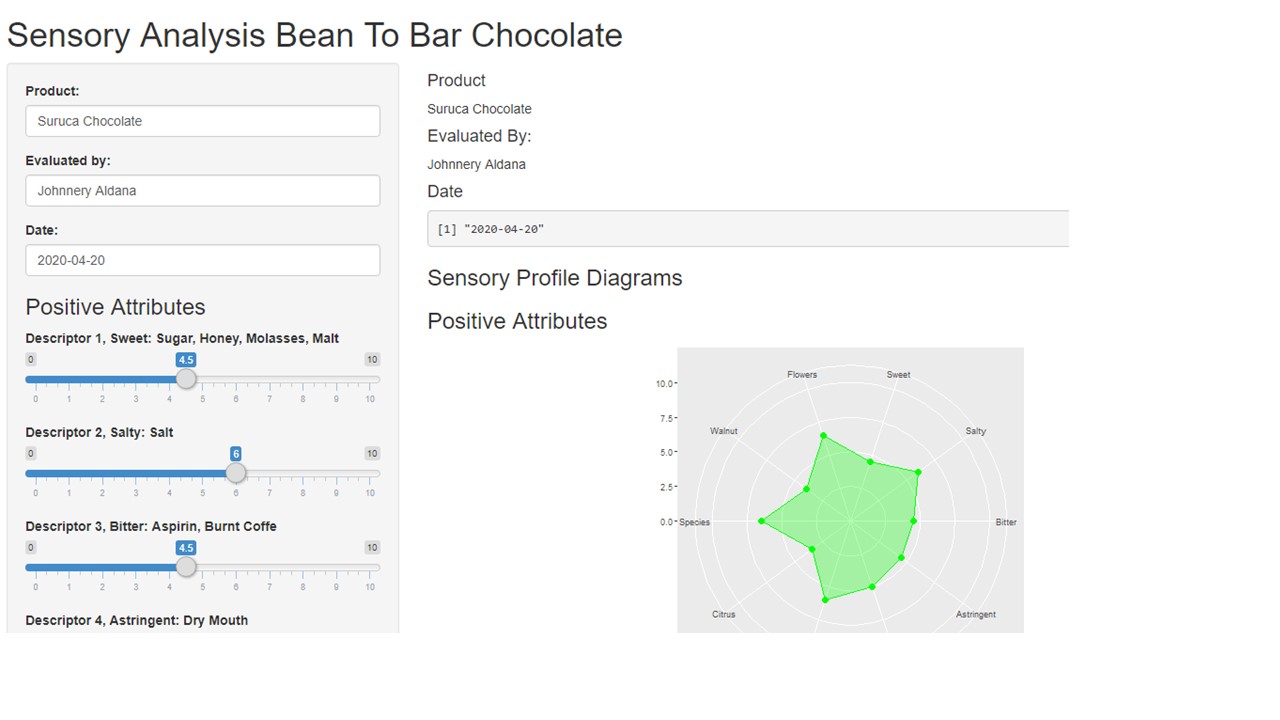 Sensory Analysis Bean To Bar Chocolate
Product:
Suruca Chocolate
Evaluated by:
Johnnery Aldana
Date:
2020-04-20
Positive Attributes
Descriptor 1, Sweet: Sugar, Honey, Molasses, Malt
0 4.5 10
0 1 2 3 4 5 6 7 8 9 10
Descriptor 2, Salty: Salt
0 6 10
0 1 2 3 4 5 6 7 8 9 10
Descriptor 3, Bitter: Aspirin, Burnt Coffe
0 4.5 10
0 1 2 3 4 5 6 7 8 9 10
Descriptor 4, Astringent: Dry Mouth
Product
Suruca Chocolate
Evaluated By:
Johnnery Aldana
Date
[1] "2020-04-20"
Sensory Profile Diagrams
Positive Attributes
Flowers Sweet
10.0
Walnut Salty
7.5
5.0
2.5
0.0 Species Bitter
Citrus Astringent